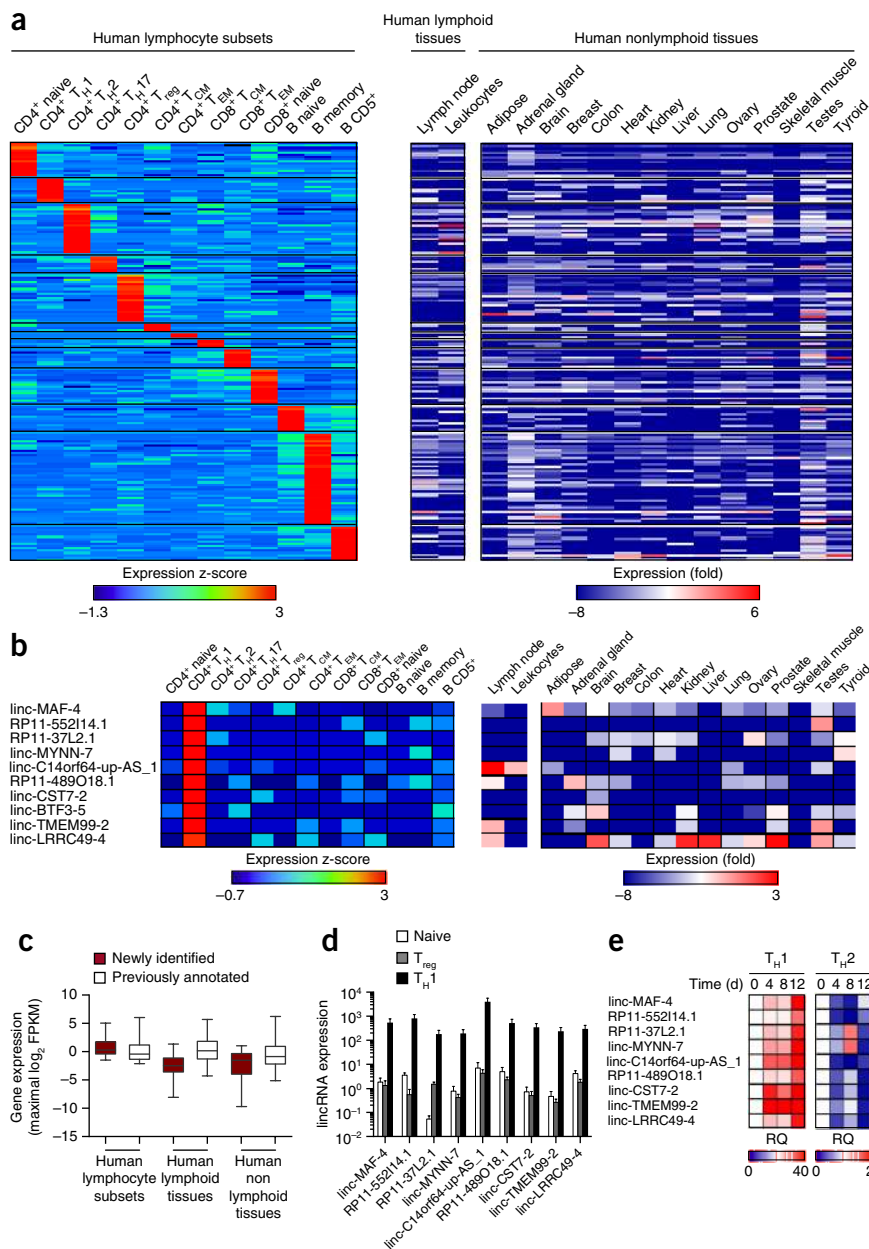 a
Human lymphocyte subsets
Human lymphoid tissues
Human nonlymphoid tissues
CD4+ naive
CD4+ TH1
CD4+ TH2
CD4+ TH17
CD4+ Treg
CD4+ TCM
CD4+ TEM
CD8+ TCM
CD8+ TEM
CD8+ naive
B naive
B memory
B CD5+
Lymph node
Leukocytes
Adipose
Adrenal gland
Brain
Breast
Colon
Heart
Kidney
Liver
Lung
Ovary
Prostate
Skeletal muscle
Testes
Tyroid
Expression z-score
–1.3
3
Expression (fold)
–8
6
b
CD4+ naive
CD4+ TH1
CD4+ TH2
CD4+ TH17
CD4+ Treg
CD4+ TCM
CD4+ TEM
CD8+ TCM
CD8+ TEM
CD8+ naive
B naive
B memory
B CD5+
Lymph node
Leukocytes
Adipose
Adrenal gland
Brain
Breast
Colon
Heart
Kidney
Liver
Lung
Ovary
Prostate
Skeletal muscle
Testes
Tyroid
linc-MAF-4
RP11-552I14.1
RP11-37L2.1
linc-MYNN-7
linc-C14orf64-up-AS_1
RP11-489O18.1
linc-CST7-2
linc-BTF3-5
linc-TMEM99-2
linc-LRRC49-4
Expression z-score
–0.7
3
Expression (fold)
–8
3
c
Newly identified
Previously annotated
Gene expression
(maximal log2 FPKM)
10
5
0
–5
–10
–15
Human lymphocyte subsets
Human lymphoid tissues
Human non lymphoid tissues
d
Naive
Treg
TH1
lincRNA expression
10^4
10^3
10^2
10^1
10^0
10^–1
10^–2
linc-MAF-4
RP11-552I14.1
RP11-37L2.1
linc-MYNN-7
linc-C14orf64-up-AS_1
RP11-489O18.1
linc-CST7-2
linc-TMEM99-2
linc-LRRC49-4
e
TH1
TH2
Time (d)
0 4 8 12
0 4 8 12
linc-MAF-4
RP11-552I14.1
RP11-37L2.1
linc-MYNN-7
linc-C14orf64-up-AS_1
RP11-489O18.1
linc-CST7-2
linc-TMEM99-2
linc-LRRC49-4
RQ
RQ
0
40
0